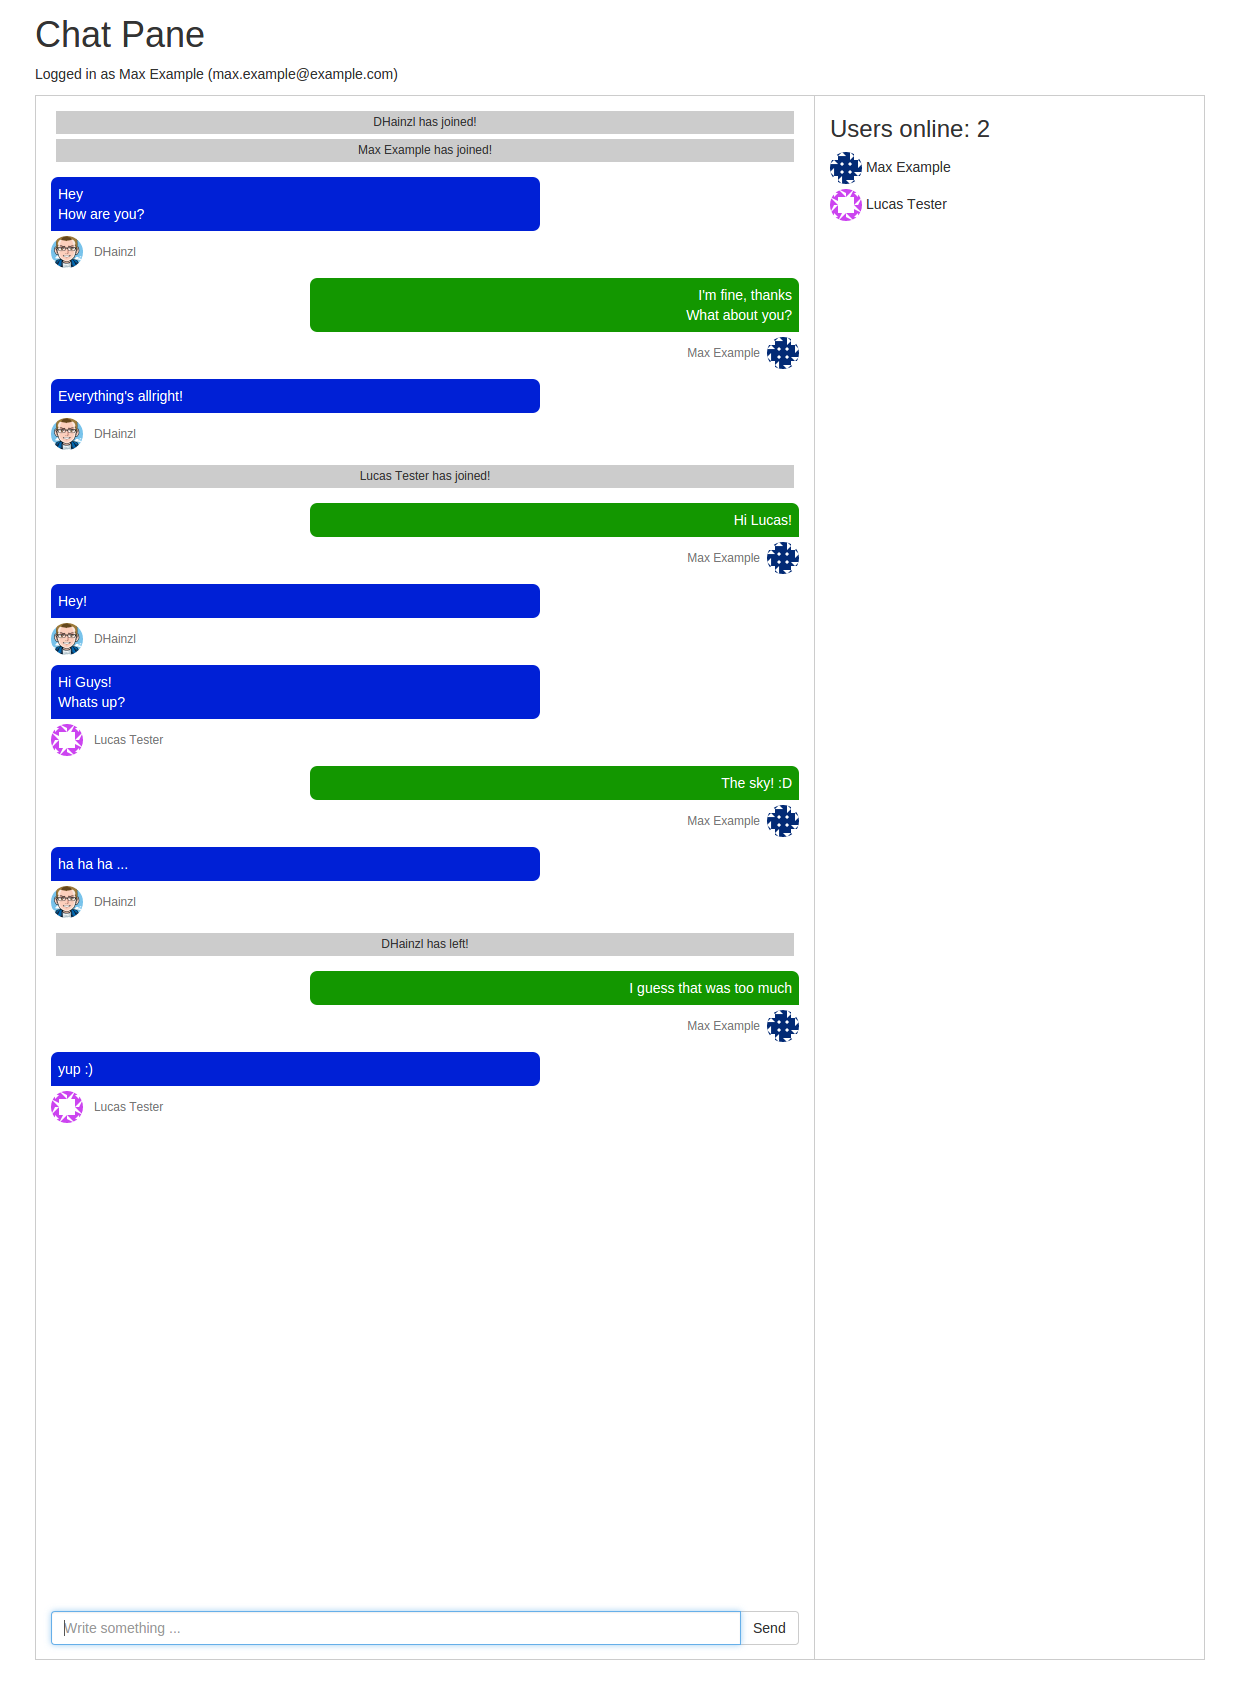 Chat Pane
Logged in as Max Example (max.example@example.com)
DHainzl has joined!
Max Example has joined!
Hey
How are you?
DHainzl
I'm fine, thanks
What about you?
Max Example
Everything's allright!
DHainzl
Lucas Tester has joined!
Hi Lucas!
Max Example
Hey!
DHainzl
Hi Guys!
Whats up?
Lucas Tester
The sky! :D
Max Example
ha ha ha ...
DHainzl
DHainzl has left!
I guess that was too much
Max Example
yup :)
Lucas Tester
Write something ...
Send
Users online: 2
Max Example
Lucas Tester